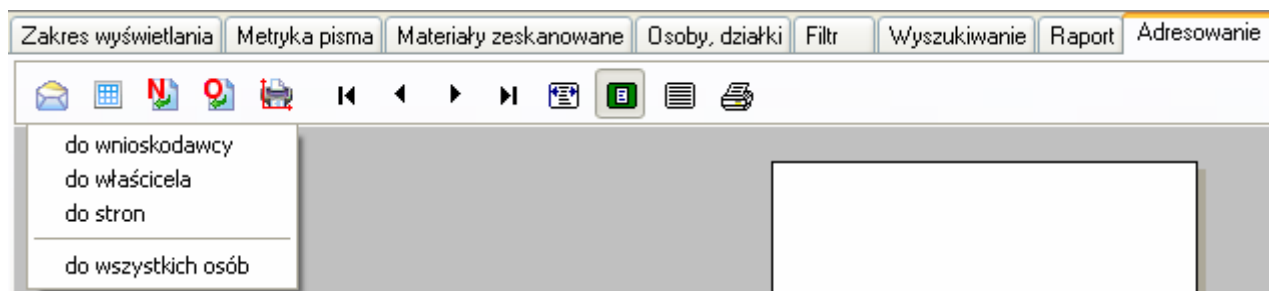 Zakres wyświetlania Metryka pisma Materiały zeskanowane Osoby, działki Filtr Wyszukiwanie Raport Adresowanie
N O
do wnioskodawcy
do właścicela
do stron
do wszystkich osób